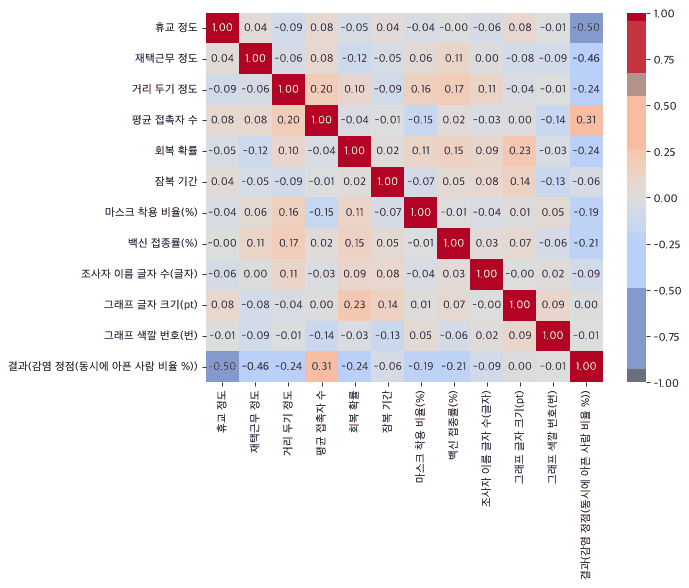 휴교 정도 1.00 0.04 -0.09 0.08 -0.05 0.04 -0.04 -0.00 -0.06 0.08 -0.01 -0.50
재택근무 정도 0.04 1.00 -0.06 0.08 -0.12 -0.05 0.06 0.11 0.00 -0.08 -0.09 -0.46
거리 두기 정도 -0.09 -0.06 1.00 0.20 0.10 -0.09 0.16 0.17 0.11 -0.04 -0.01 -0.24
평균 접촉자 수 0.08 0.08 0.20 1.00 -0.04 -0.01 -0.15 0.02 -0.03 0.00 -0.14 0.31
회복 확률 -0.05 -0.12 0.10 -0.04 1.00 0.02 0.11 0.15 0.09 0.23 -0.03 -0.24
잠복 기간 0.04 -0.05 -0.09 -0.01 0.02 1.00 -0.07 0.05 0.08 0.14 -0.13 -0.06
마스크 착용 비율(%) -0.04 0.06 0.16 -0.15 0.11 -0.07 1.00 -0.01 -0.04 0.01 0.05 -0.19
백신 접종률(%) -0.00 0.11 0.17 0.02 0.15 0.05 -0.01 1.00 0.03 0.07 -0.06 -0.21
조사자 이름 글자 수(글자) -0.06 0.00 0.11 -0.03 0.09 0.08 -0.04 0.03 1.00 -0.00 0.02 -0.09
그래프 글자 크기(pt) 0.08 -0.08 -0.04 0.00 0.23 0.14 0.01 0.07 -0.00 1.00 0.09 0.00
그래프 색깔 번호(번) -0.01 -0.09 -0.01 -0.14 -0.03 -0.13 0.05 -0.06 0.02 0.09 1.00 -0.01
결과(감염 정점(동시에 아픈 사람 비율 %)) -0.50 -0.46 -0.24 0.31 -0.24 -0.06 -0.19 -0.21 -0.09 0.00 -0.01 1.00
휴교 정도
재택근무 정도
거리 두기 정도
평균 접촉자 수
회복 확률
잠복 기간
마스크 착용 비율(%)
백신 접종률(%)
조사자 이름 글자 수(글자)
그래프 글자 크기(pt)
그래프 색깔 번호(번)
결과(감염 정점(동시에 아픈 사람 비율 %))
1.00
0.75
0.50
0.25
0.00
-0.25
-0.50
-0.75
-1.00